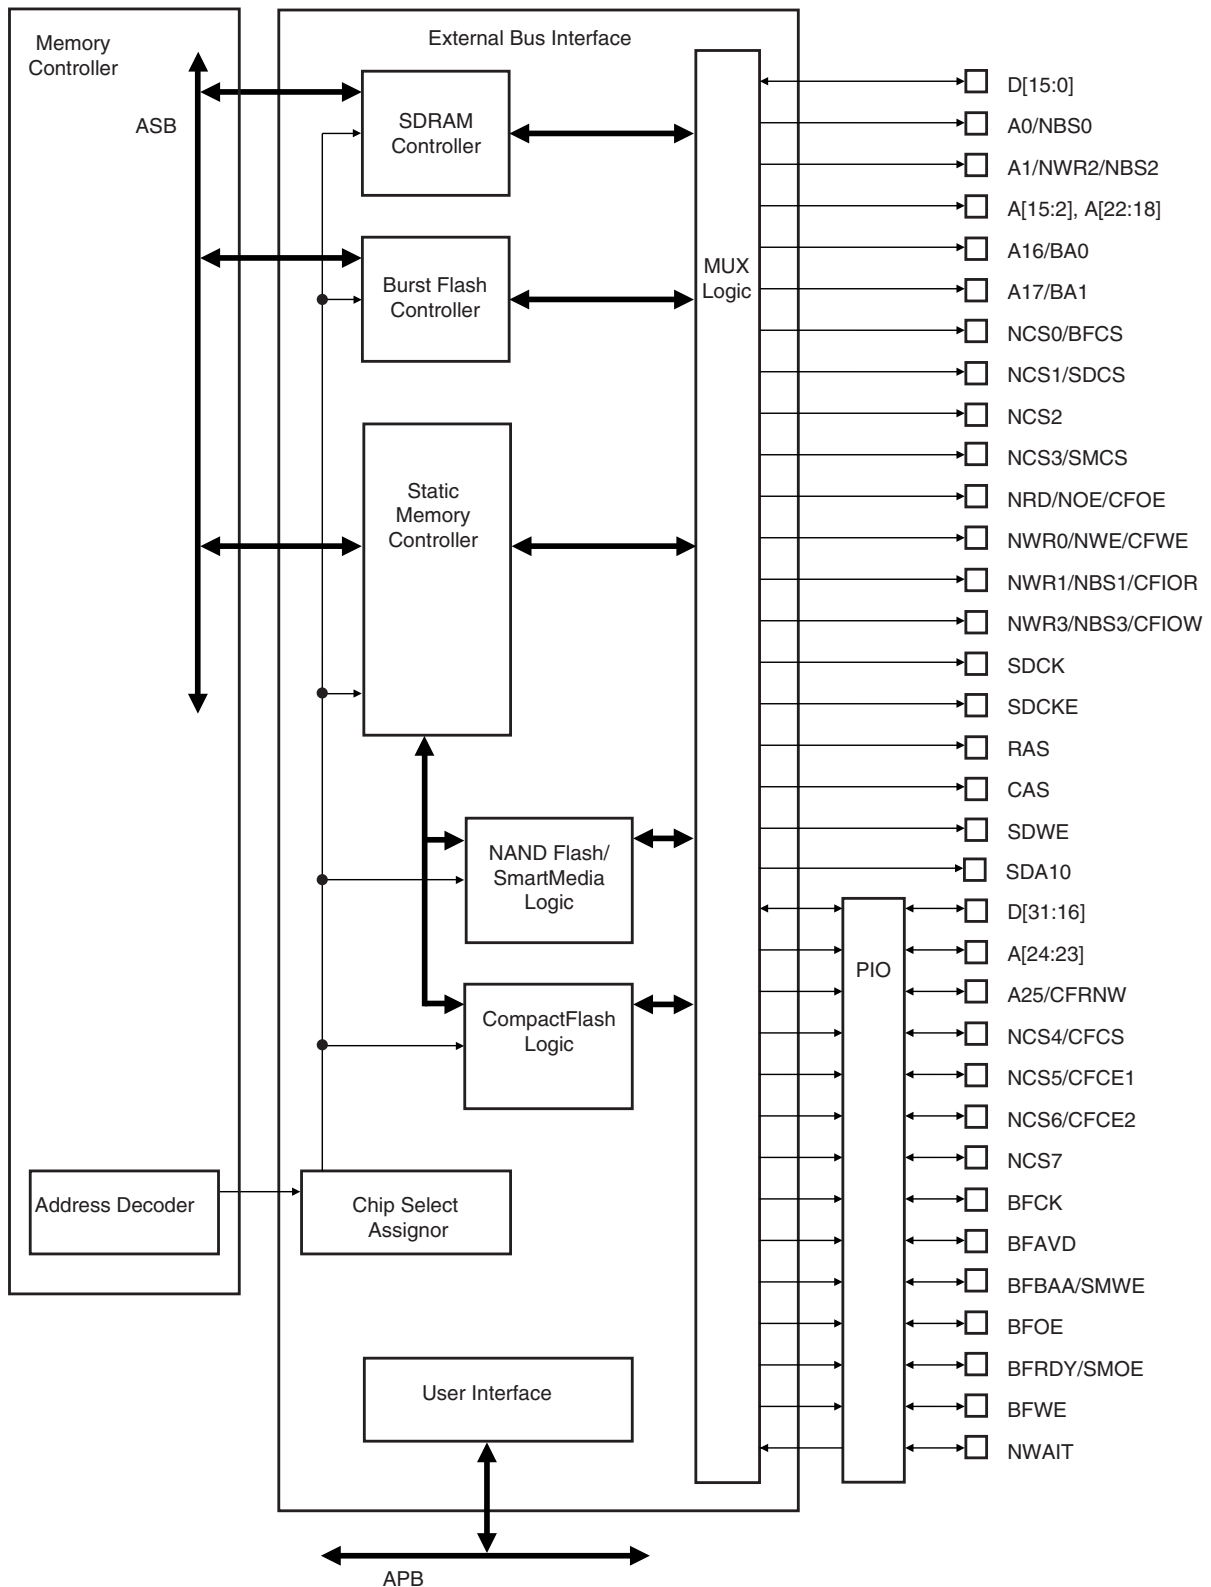 Memory
Controller
ASB
Address Decoder
External Bus Interface
SDRAM
Controller
Burst Flash
Controller
Static
Memory
Controller
NAND Flash/
SmartMedia
Logic
CompactFlash
Logic
Chip Select
Assignor
User Interface
APB
MUX
Logic
PIO
D[15:0]
A0/NBS0
A1/NWR2/NBS2
A[15:2], A[22:18]
A16/BA0
A17/BA1
NCS0/BFCS
NCS1/SDCS
NCS2
NCS3/SMCS
NRD/NOE/CFOE
NWR0/NWE/CFWE
NWR1/NBS1/CFIOR
NWR3/NBS3/CFIOW
SDCK
SDCKE
RAS
CAS
SDWE
SDA10
D[31:16]
A[24:23]
A25/CFRNW
NCS4/CFCS
NCS5/CFCE1
NCS6/CFCE2
NCS7
BFCK
BFAVD
BFBAA/SMWE
BFOE
BFRDY/SMOE
BFWE
NWAIT